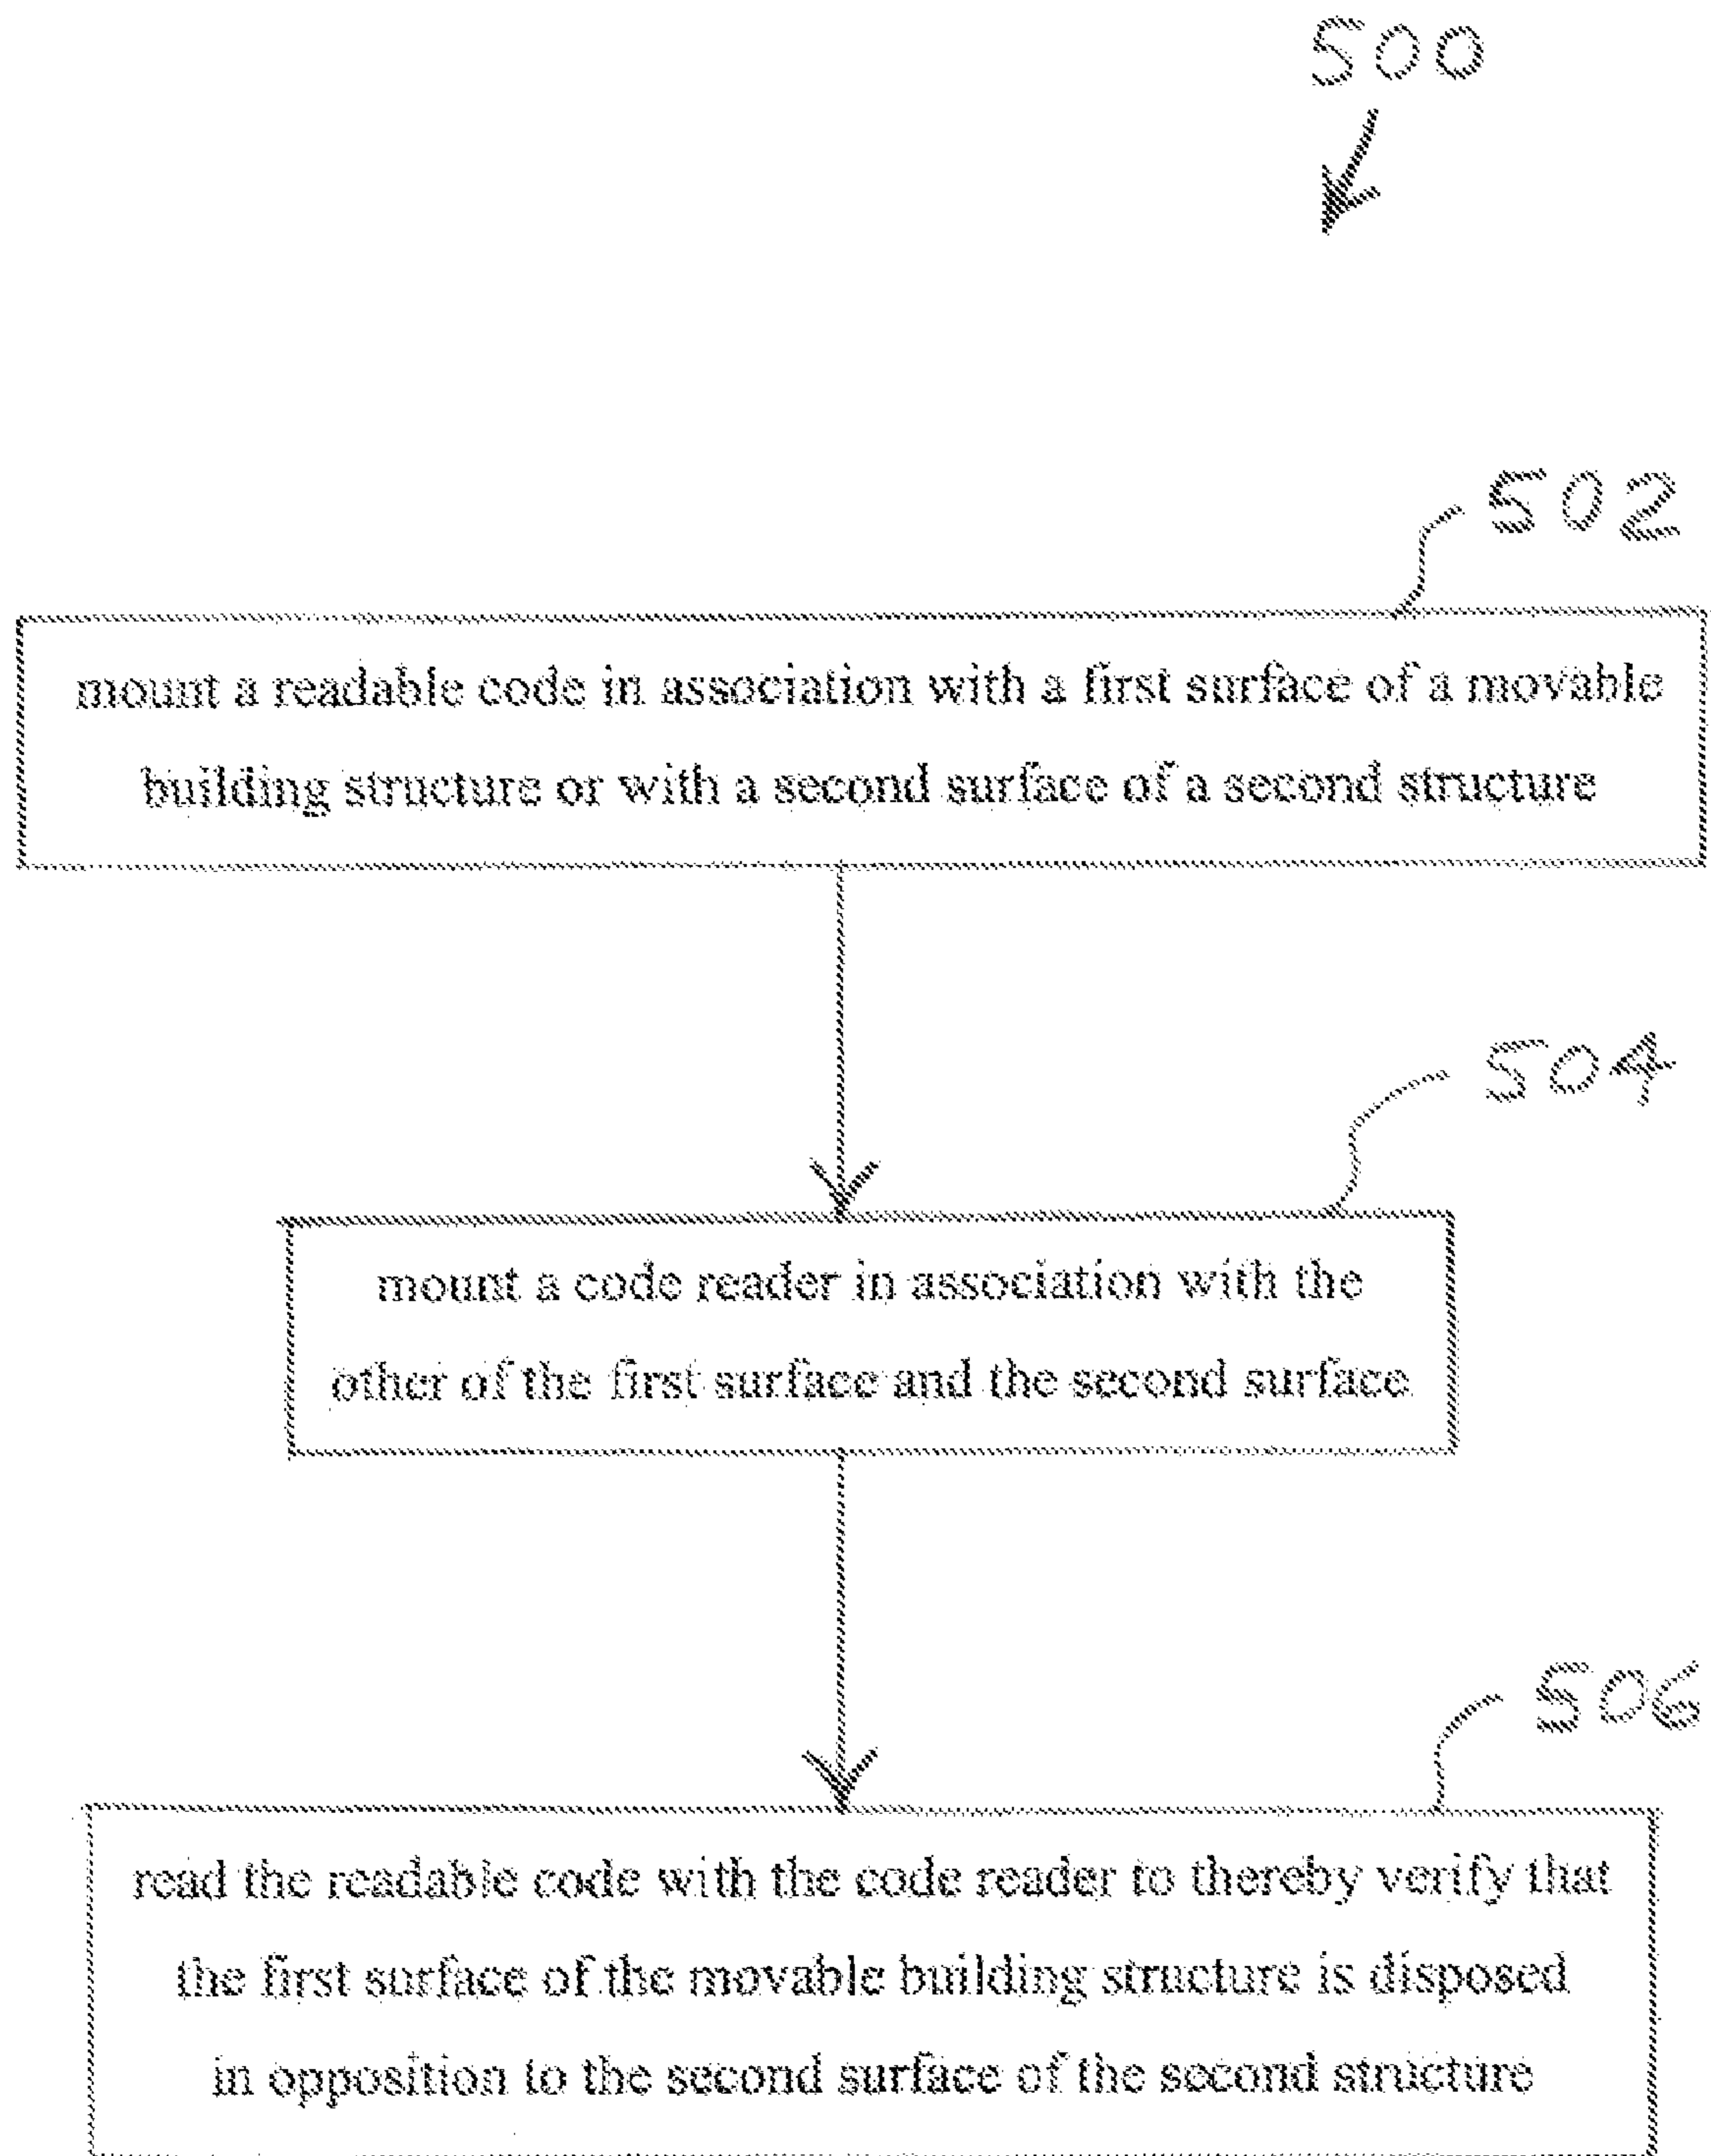 500
502
mount a readable code in association with a first surface of a movable
building structure or with a second surface of a second structure
504
mount a code reader in association with the
other of the first surface and the second surface
506
read the readable code with the code reader to thereby verify that
the first surface of the movable building structure is disposed
in opposition to the second surface of the second structure